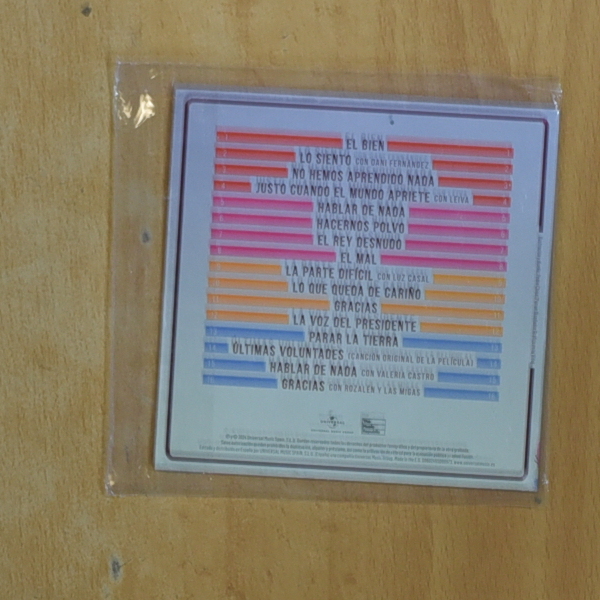 EL BIEN
LO SIENTO CON DANI FERNÁNDEZ
NO HEMOS APRENDIDO NADA
JUSTO CUANDO EL MUNDO APRIETE CON LEIVA
HABLAR DE NADA
HACERNOS POLVO
EL REY DESNUDO
EL MAL
LA PARTE DIFÍCIL CON LUZ CASAL
LO QUE QUEDA DE CARIÑO
GRACIAS
LA VOZ DEL PRESIDENTE
PARAR LA TIERRA
ÚLTIMAS VOLUNTADES (CANCIÓN ORIGINAL DE LA PELÍCULA)
HABLAR DE NADA CON VALERIA CASTRO
GRACIAS CON ROZALÉN Y LAS MIGAS
UNIVERSAL